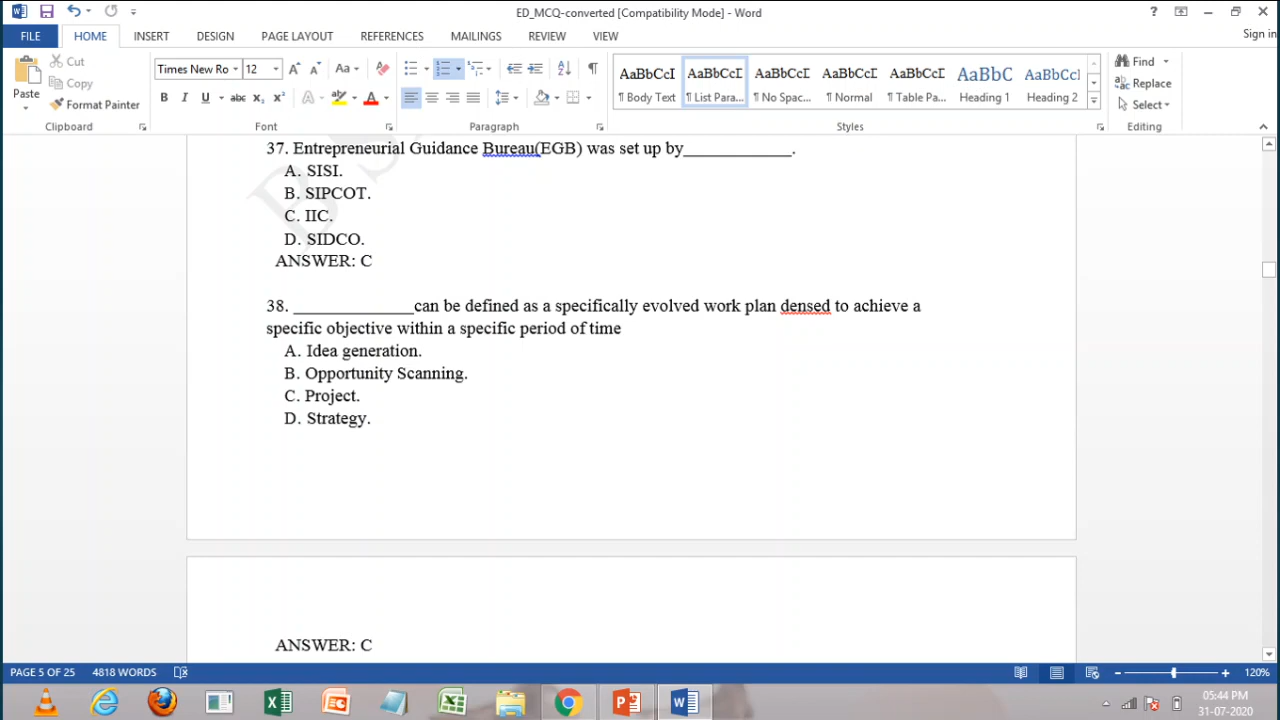 ED_MCQ-converted [Compatibility Mode] - Word
FILE HOME INSERT DESIGN PAGE LAYOUT REFERENCES MAILINGS REVIEW VIEW Sign in
Paste
Cut
Copy
Format Painter
Clipboard
Times New Ro 12
Font
Paragraph
AaBbCcI AaBbCcI AaBbCcI AaBbCcI AaBbCcI AaBbC AaBbCcI
¶ Body Text ¶ List Para... ¶ No Spac... ¶ Normal ¶ Table Pa... Heading 1 Heading 2
Styles
Find
Replace
Select
Editing
37. Entrepreneurial Guidance Bureau(EGB) was set up by_____________.
A. SISI.
B. SIPCOT.
C. IIC.
D. SIDCO.
ANSWER: C
38. ______________can be defined as a specifically evolved work plan densed to achieve a
specific objective within a specific period of time
A. Idea generation.
B. Opportunity Scanning.
C. Project.
D. Strategy.
ANSWER: C
PAGE 5 OF 25 4818 WORDS 120%
05:44 PM
31-07-2020